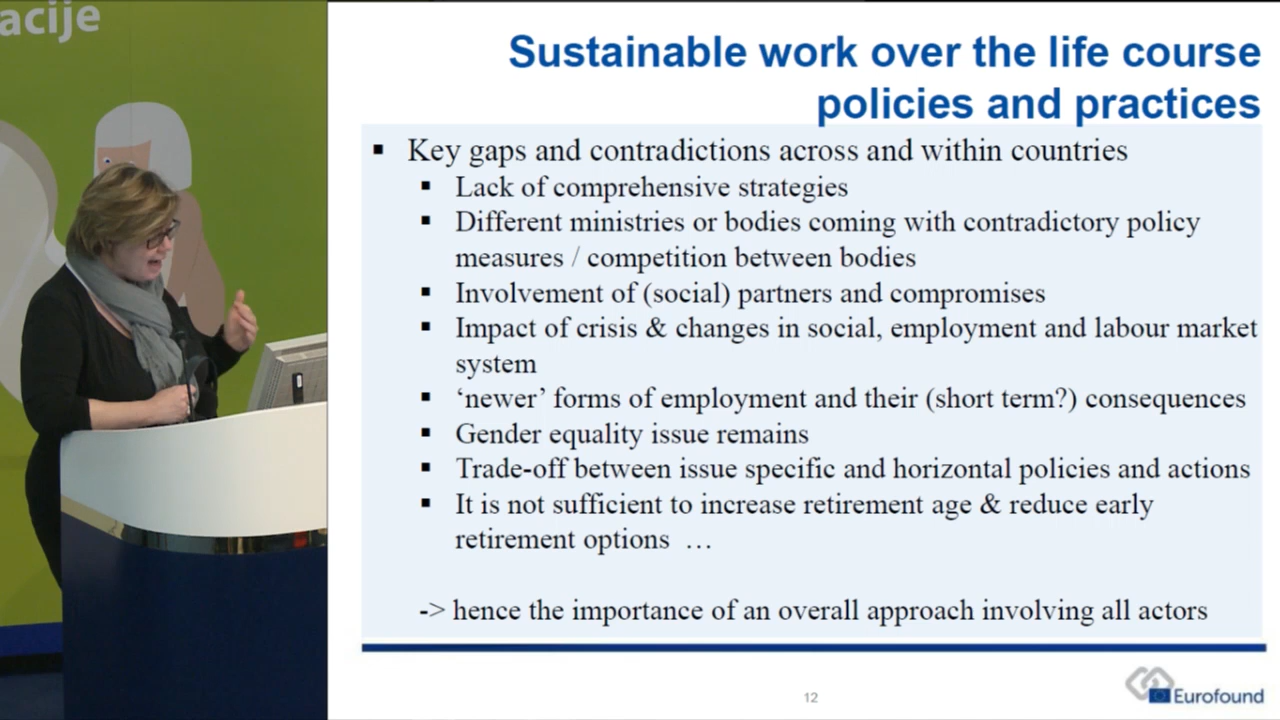 acije
Sustainable work over the life course
policies and practices
▪ Key gaps and contradictions across and within countries
▪ Lack of comprehensive strategies
▪ Different ministries or bodies coming with contradictory policy
measures / competition between bodies
▪ Involvement of (social) partners and compromises
▪ Impact of crisis & changes in social, employment and labour market
system
▪ ‘newer’ forms of employment and their (short term?) consequences
▪ Gender equality issue remains
▪ Trade-off between issue specific and horizontal policies and actions
▪ It is not sufficient to increase retirement age & reduce early
retirement options …
-> hence the importance of an overall approach involving all actors
12
Eurofound